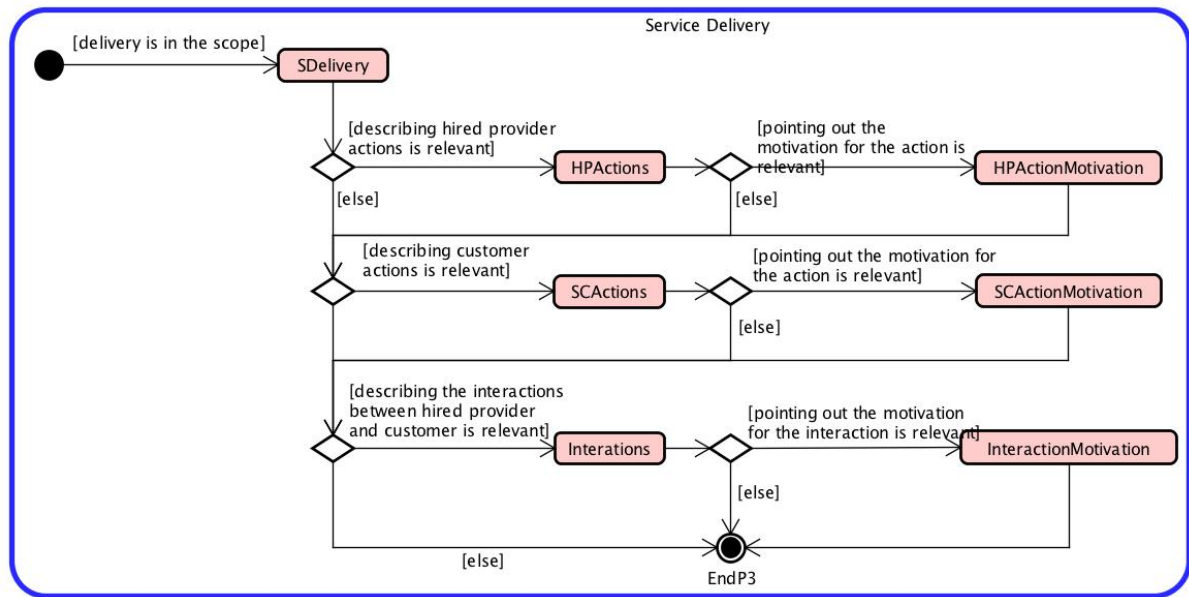 Service Delivery
[delivery is in the scope]
SDelivery
[describing hired provider
actions is relevant]
[pointing out the
motivation for the action is
relevant]
HPActions
HPActionMotivation
[else]
[else]
[describing customer
actions is relevant]
[pointing out the motivation for
the action is relevant]
SCActions
SCActionMotivation
[else]
[describing the interactions
between hired provider
and customer is relevant]
[pointing out the motivation
for the interaction is relevant]
Interations
InteractionMotivation
[else]
[else]
EndP3